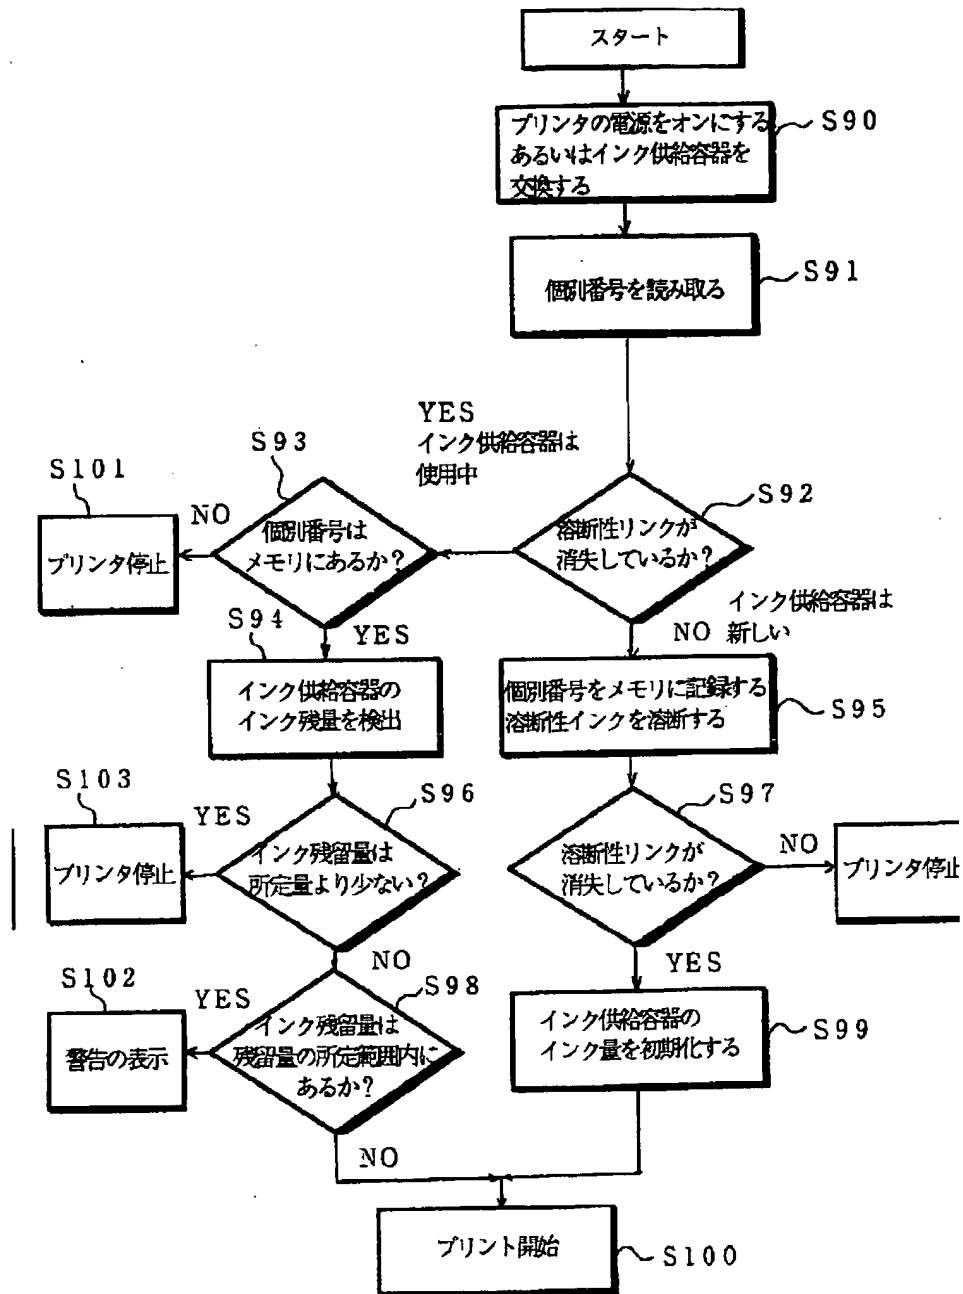 スタート
プリンタの電源をオンにする
あるいはインク供給容器を
交換する
S90
個別番号を読み取る
S91
YES
インク供給容器は
使用中
S93
S101
NO
個別番号は
メモリにあるか?
プリンタ停止
S92
溶断性リンクが
消失しているか?
インク供給容器は
NO 新しい
S94
YES
インク供給容器の
インク残量を検出
個別番号をメモリに記録する
溶断性インクを溶断する
S95
S103
YES
S96
インク残留量は
所定量より少ない?
プリンタ停止
S97
溶断性リンクが
消失しているか?
NO
プリンタ停止
NO
YES
S102
YES
S98
インク残留量は
残留量の所定範囲内に
あるか?
警告の表示
インク供給容器の
インク量を初期化する
S99
NO
プリント開始
S100